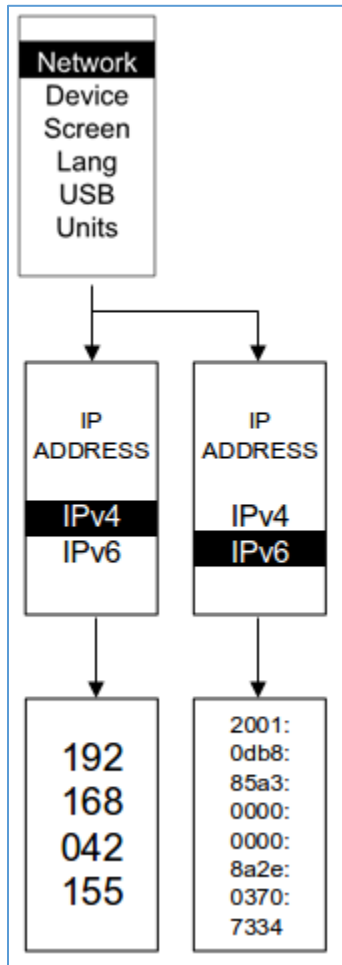 Network
Device
Screen
Lang
USB
Units
IP
ADDRESS
IPv4
IPv6
IP
ADDRESS
IPv4
IPv6
192
168
042
155
2001:
0db8:
85a3:
0000:
0000:
8a2e:
0370:
7334